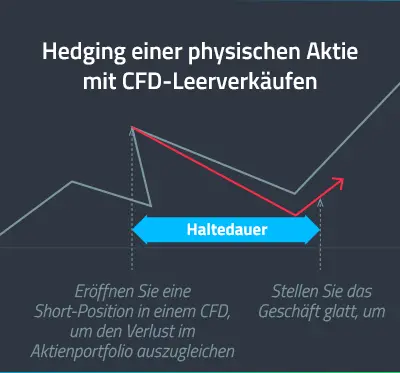 Hedging einer physischen Aktie
mit CFD-Leerverkäufen
Haltedauer
Eröffnen Sie eine
Short-Position in einem CFD,
um den Verlust im
Aktienportfolio auszugleichen
Stellen Sie das
Geschäft glatt, um